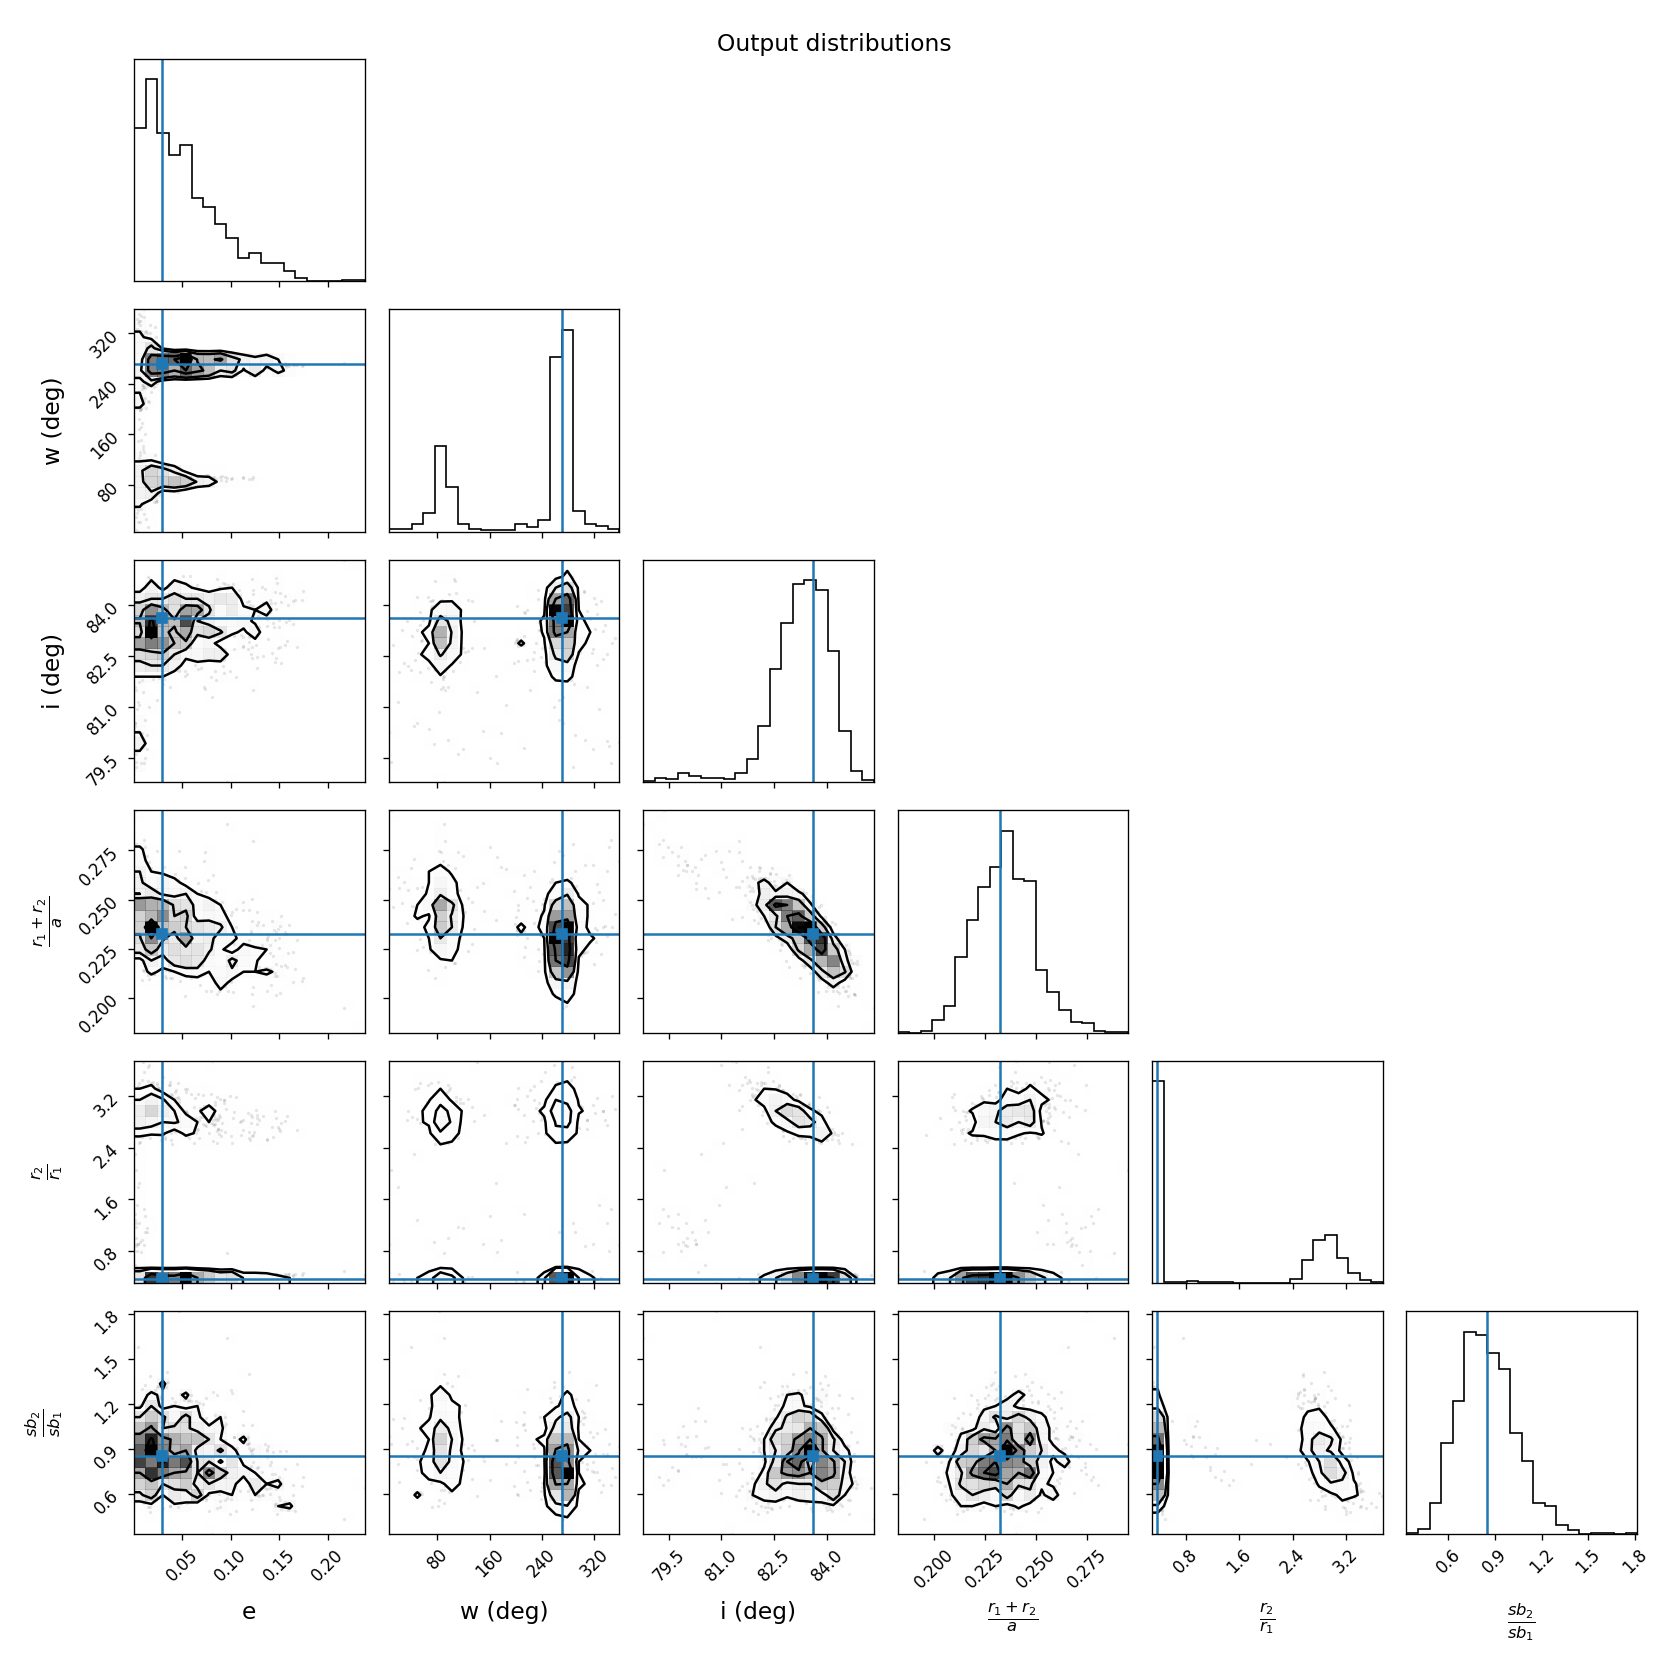 Output distributions
w (deg)
320
240
160
80
i (deg)
84.0
82.5
81.0
79.5
r₁ + r₂
a
0.275
0.250
0.225
0.200
r₂
r₁
3.2
2.4
1.6
0.8
sb₂
sb₁
1.8
1.5
1.2
0.9
0.6
0.05 0.10 0.15 0.20 80 160 240 320 79.5 81.0 82.5 84.0 0.200 0.225 0.250 0.275 0.8 1.6 2.4 3.2 0.6 0.9 1.2 1.5 1.8
e w (deg) i (deg) r₁ + r₂ r₂ sb₂
a r₁ sb₁